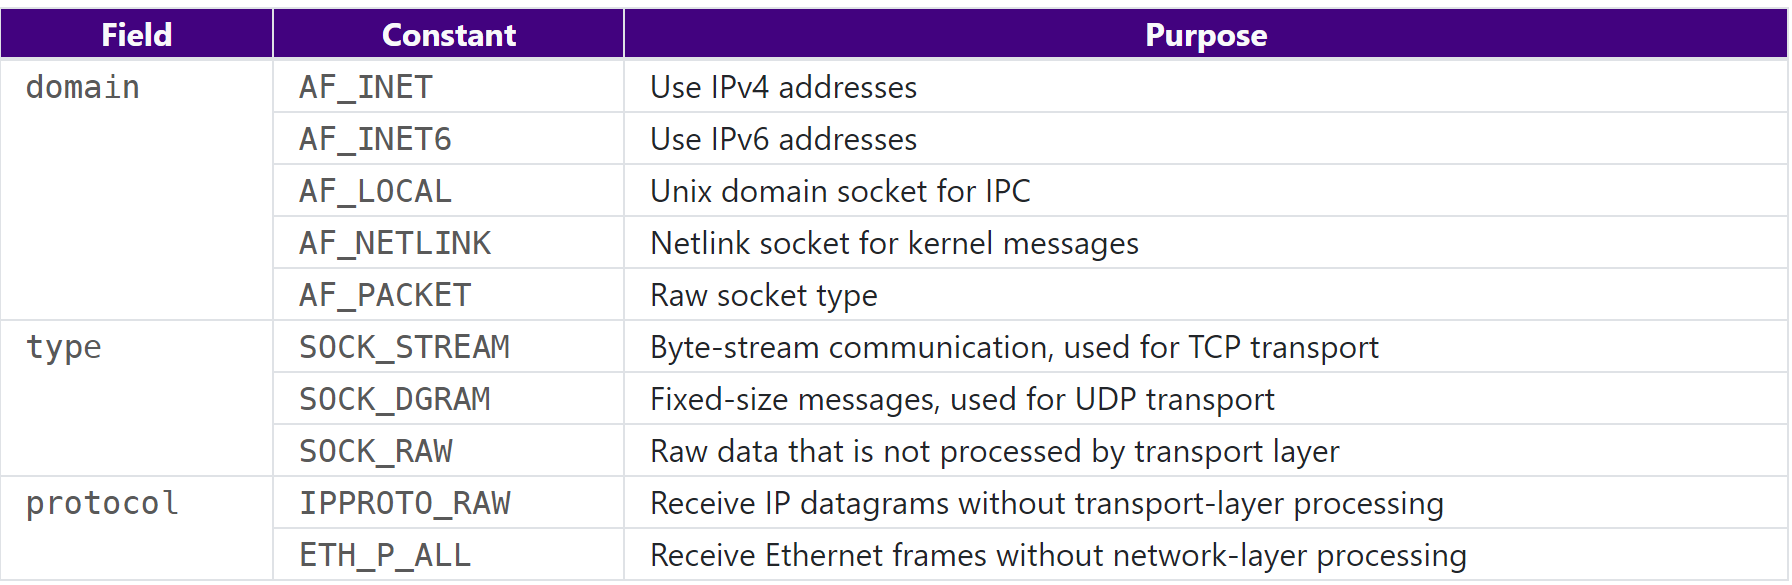 Field Constant Purpose
domain AF_INET Use IPv4 addresses
AF_INET6 Use IPv6 addresses
AF_LOCAL Unix domain socket for IPC
AF_NETLINK Netlink socket for kernel messages
AF_PACKET Raw socket type
type SOCK_STREAM Byte-stream communication, used for TCP transport
SOCK_DGRAM Fixed-size messages, used for UDP transport
SOCK_RAW Raw data that is not processed by transport layer
protocol IPPROTO_RAW Receive IP datagrams without transport-layer processing
ETH_P_ALL Receive Ethernet frames without network-layer processing